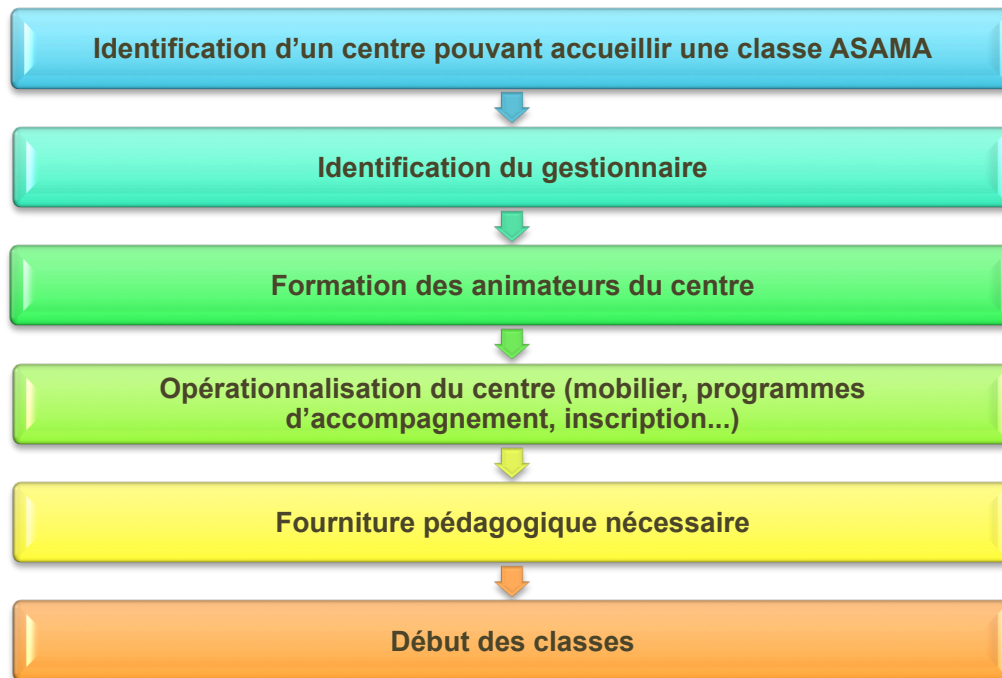 Identification d’un centre pouvant accueillir une classe ASAMA
Identification du gestionnaire
Formation des animateurs du centre
Opérationnalisation du centre (mobilier, programmes
d’accompagnement, inscription...)
Fourniture pédagogique nécessaire
Début des classes